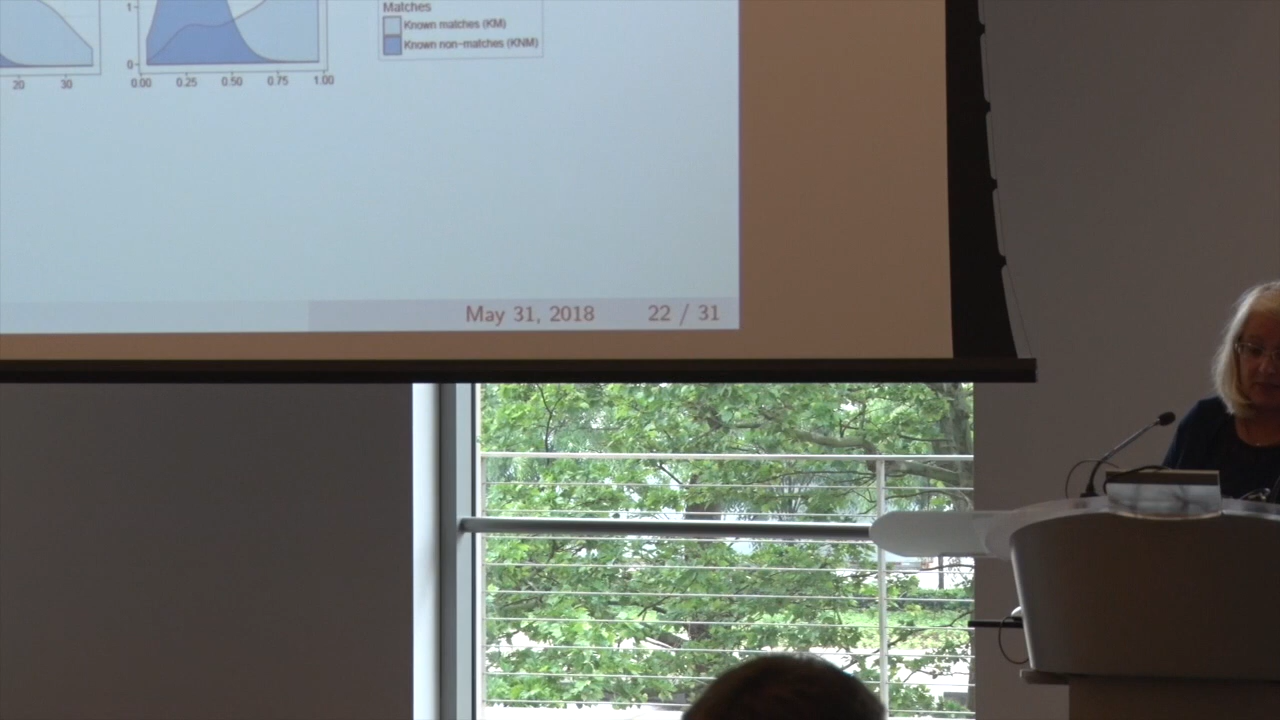 Matches
Known matches (KM)
Known non-matches (KNM)
1
0
20 30 0.00 0.25 0.50 0.75 1.00
May 31, 2018 22 / 31